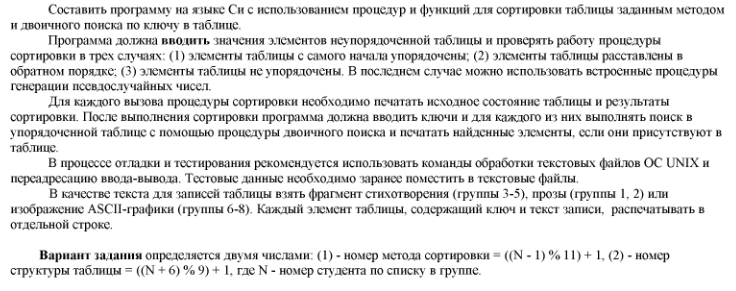 Составить программу на языке Си с использованием процедур и функций для сортировки таблицы заданным методом
и двоичного поиска по ключу в таблице.
Программа должна вводить значения элементов неупорядоченной таблицы и проверять работу процедуры
сортировки в трех случаях: (1) элементы таблицы с самого начала упорядочены; (2) элементы таблицы расставлены в
обратном порядке; (3) элементы таблицы не упорядочены. В последнем случае можно использовать встроенные процедуры
генерации псевдослучайных чисел.
Для каждого вызова процедуры сортировки необходимо печатать исходное состояние таблицы и результаты
сортировки. После выполнения сортировки программа должна вводить ключи и для каждого из них выполнять поиск в
упорядоченной таблице с помощью процедуры двоичного поиска и печатать найденные элементы, если они присутствуют в
таблице.
В процессе отладки и тестирования рекомендуется использовать команды обработки текстовых файлов ОС UNIX и
переадресацию ввода-вывода. Тестовые данные необходимо заранее поместить в текстовые файлы.
В качестве текста для записей таблицы взять фрагмент стихотворения (группы 3-5), прозы (группы 1, 2) или
изображение ASCII-графики (группы 6-8). Каждый элемент таблицы, содержащий ключ и текст записи, распечатывать в
отдельной строке.
Вариант задания определяется двумя числами: (1) - номер метода сортировки = ((N - 1) % 11) + 1, (2) - номер
структуры таблицы = ((N + 6) % 9) + 1, где N - номер студента по списку в группе.